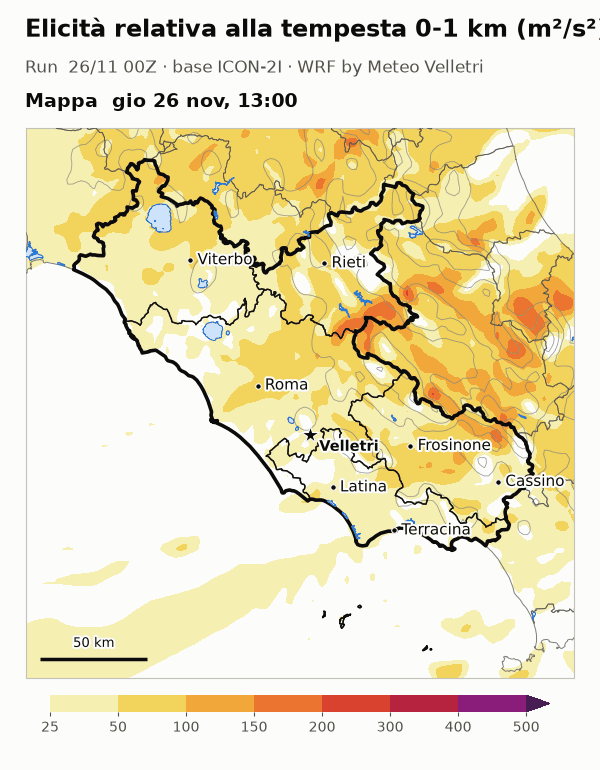 Elicità relativa alla tempesta 0-1 km (m²/s²)
Run 26/11 00Z · base ICON-2I · WRF by Meteo Velletri
Mappa gio 26 nov, 13:00
Viterbo
Rieti
Roma
Velletri
Frosinone
Cassino
Latina
Terracina
50 km
25 50 100 150 200 300 400 500